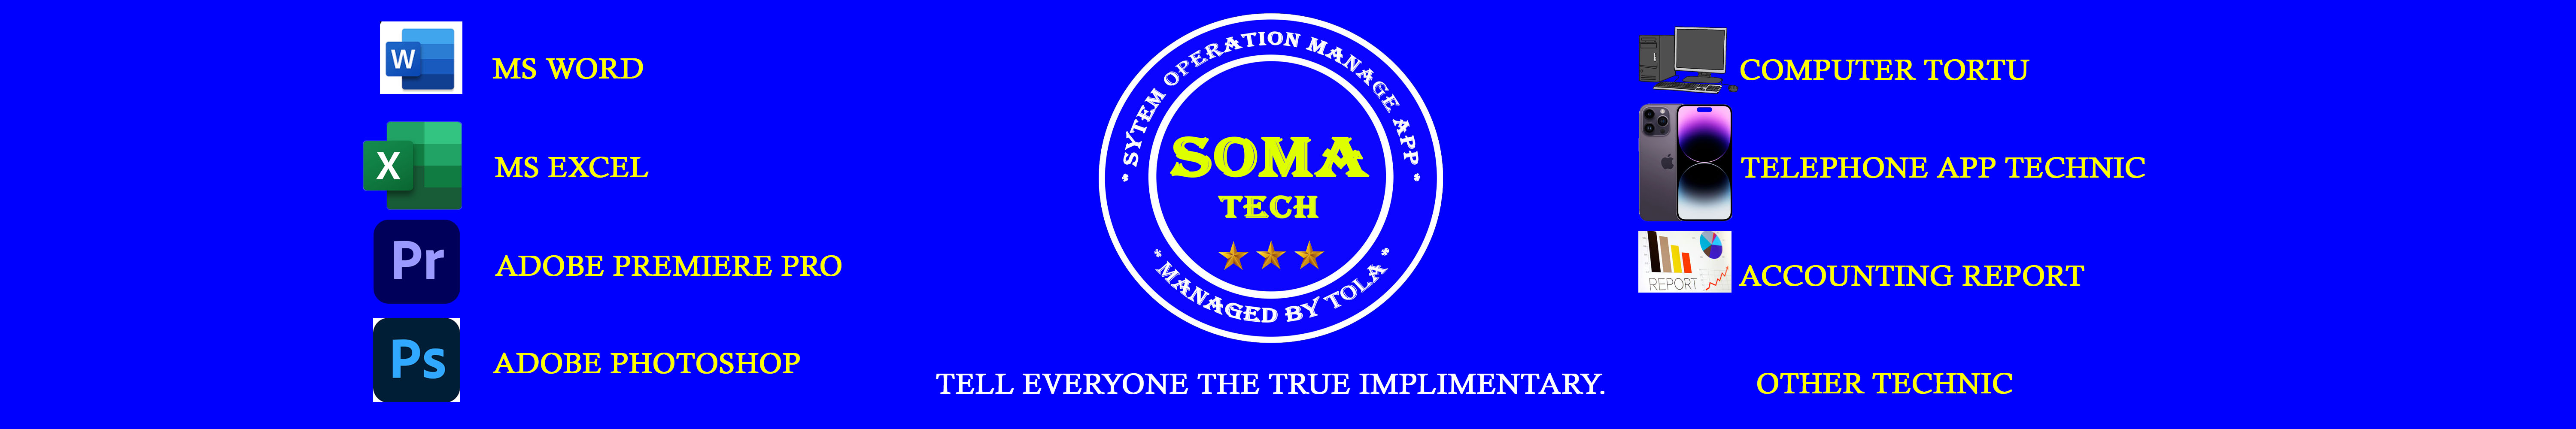 W
MS WORD
X
MS EXCEL
Pr
ADOBE PREMIERE PRO
Ps
ADOBE PHOTOSHOP
SYTEM OPERATION MANAGE APP
SOMA
TECH
MANAGED BY TOLA
TELL EVERYONE THE TRUE IMPLIMENTARY.
COMPUTER TORTU
TELEPHONE APP TECHNIC
REPORT
ACCOUNTING REPORT
OTHER TECHNIC